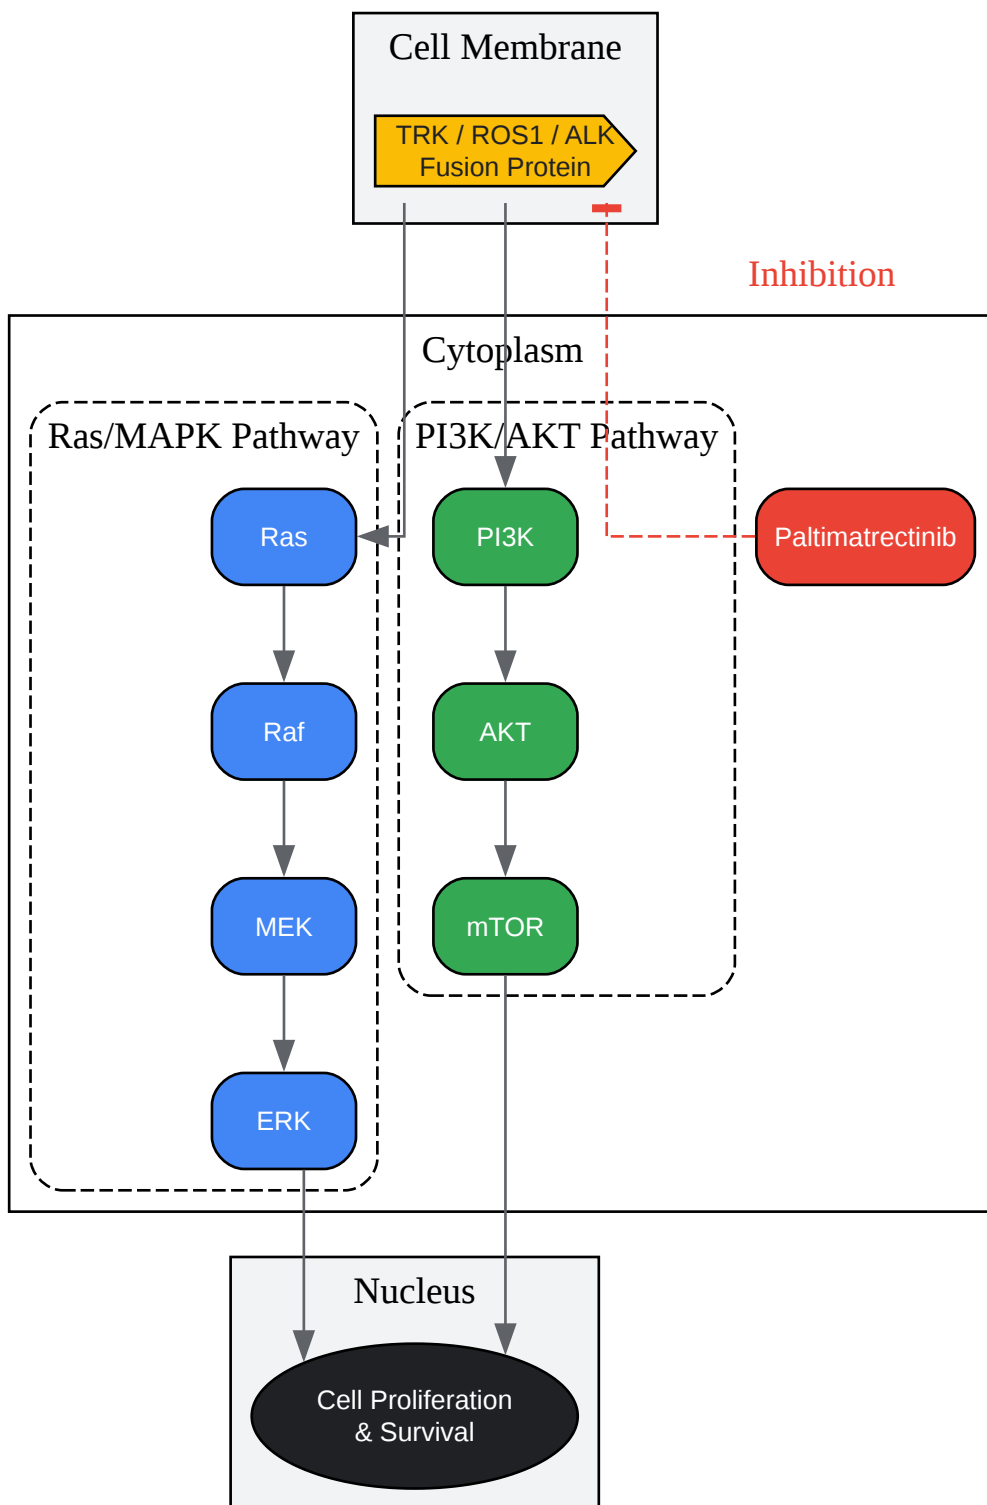 Cell Membrane
TRK / ROS1 / ALK
Fusion Protein
Inhibition
Cytoplasm
Ras/MAPK Pathway
PI3K/AKT Pathway
Ras
PI3K
Paltimatrectinib
Raf
AKT
MEK
mTOR
ERK
Nucleus
Cell Proliferation
& Survival